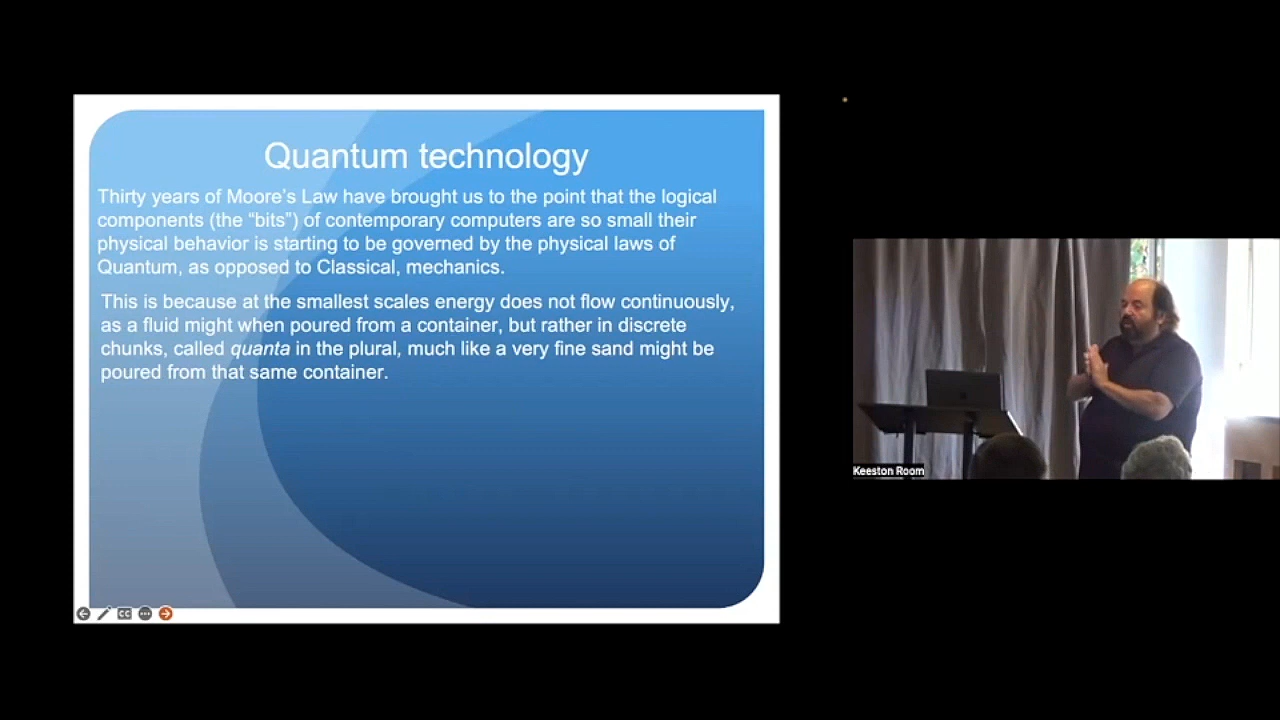 Quantum technology
Thirty years of Moore's Law have brought us to the point that the logical
components (the “bits”) of contemporary computers are so small their
physical behavior is starting to be governed by the physical laws of
Quantum, as opposed to Classical, mechanics.
This is because at the smallest scales energy does not flow continuously,
as a fluid might when poured from a container, but rather in discrete
chunks, called quanta in the plural, much like a very fine sand might be
poured from that same container.
CC
Keeston Room